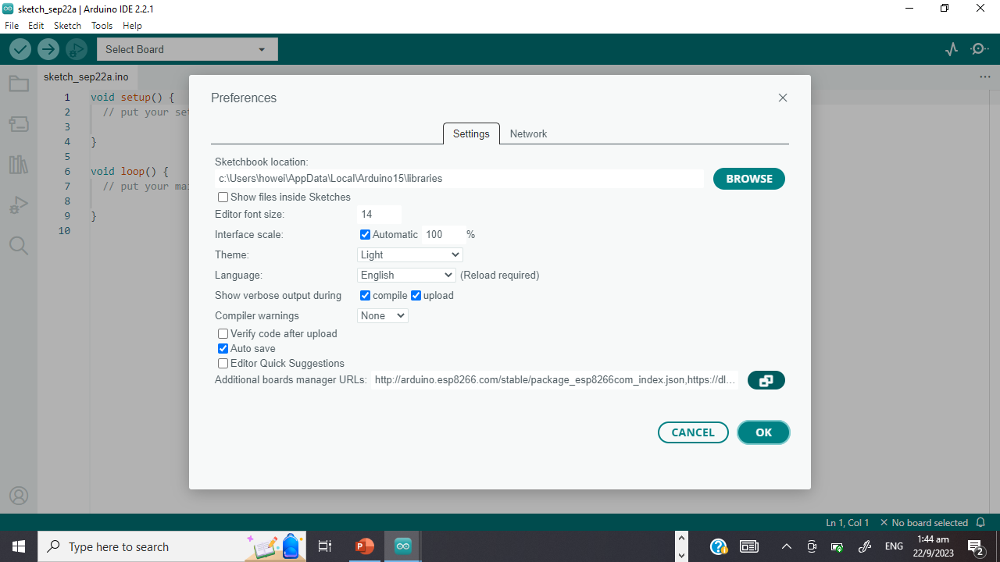 sketch_sep22a | Arduino IDE 2.2.1
File Edit Sketch Tools Help
Select Board
sketch_sep22a.ino
1 void setup() {
2 // put your set
3
4 }
5
6 void loop() {
7 // put your mai
8
9 }
10
Preferences
Settings Network
Sketchbook location:
c:\Users\howei\AppData\Local\Arduino15\libraries
BROWSE
Show files inside Sketches
Editor font size: 14
Interface scale: Automatic 100 %
Theme: Light
Language: English (Reload required)
Show verbose output during compile upload
Compiler warnings None
Verify code after upload
Auto save
Editor Quick Suggestions
Additional boards manager URLs: http://arduino.esp8266.com/stable/package_esp8266com_index.json,https://dl...
CANCEL OK
Ln 1, Col 1 × No board selected
Type here to search
ENG
1:44 am
22/9/2023
2